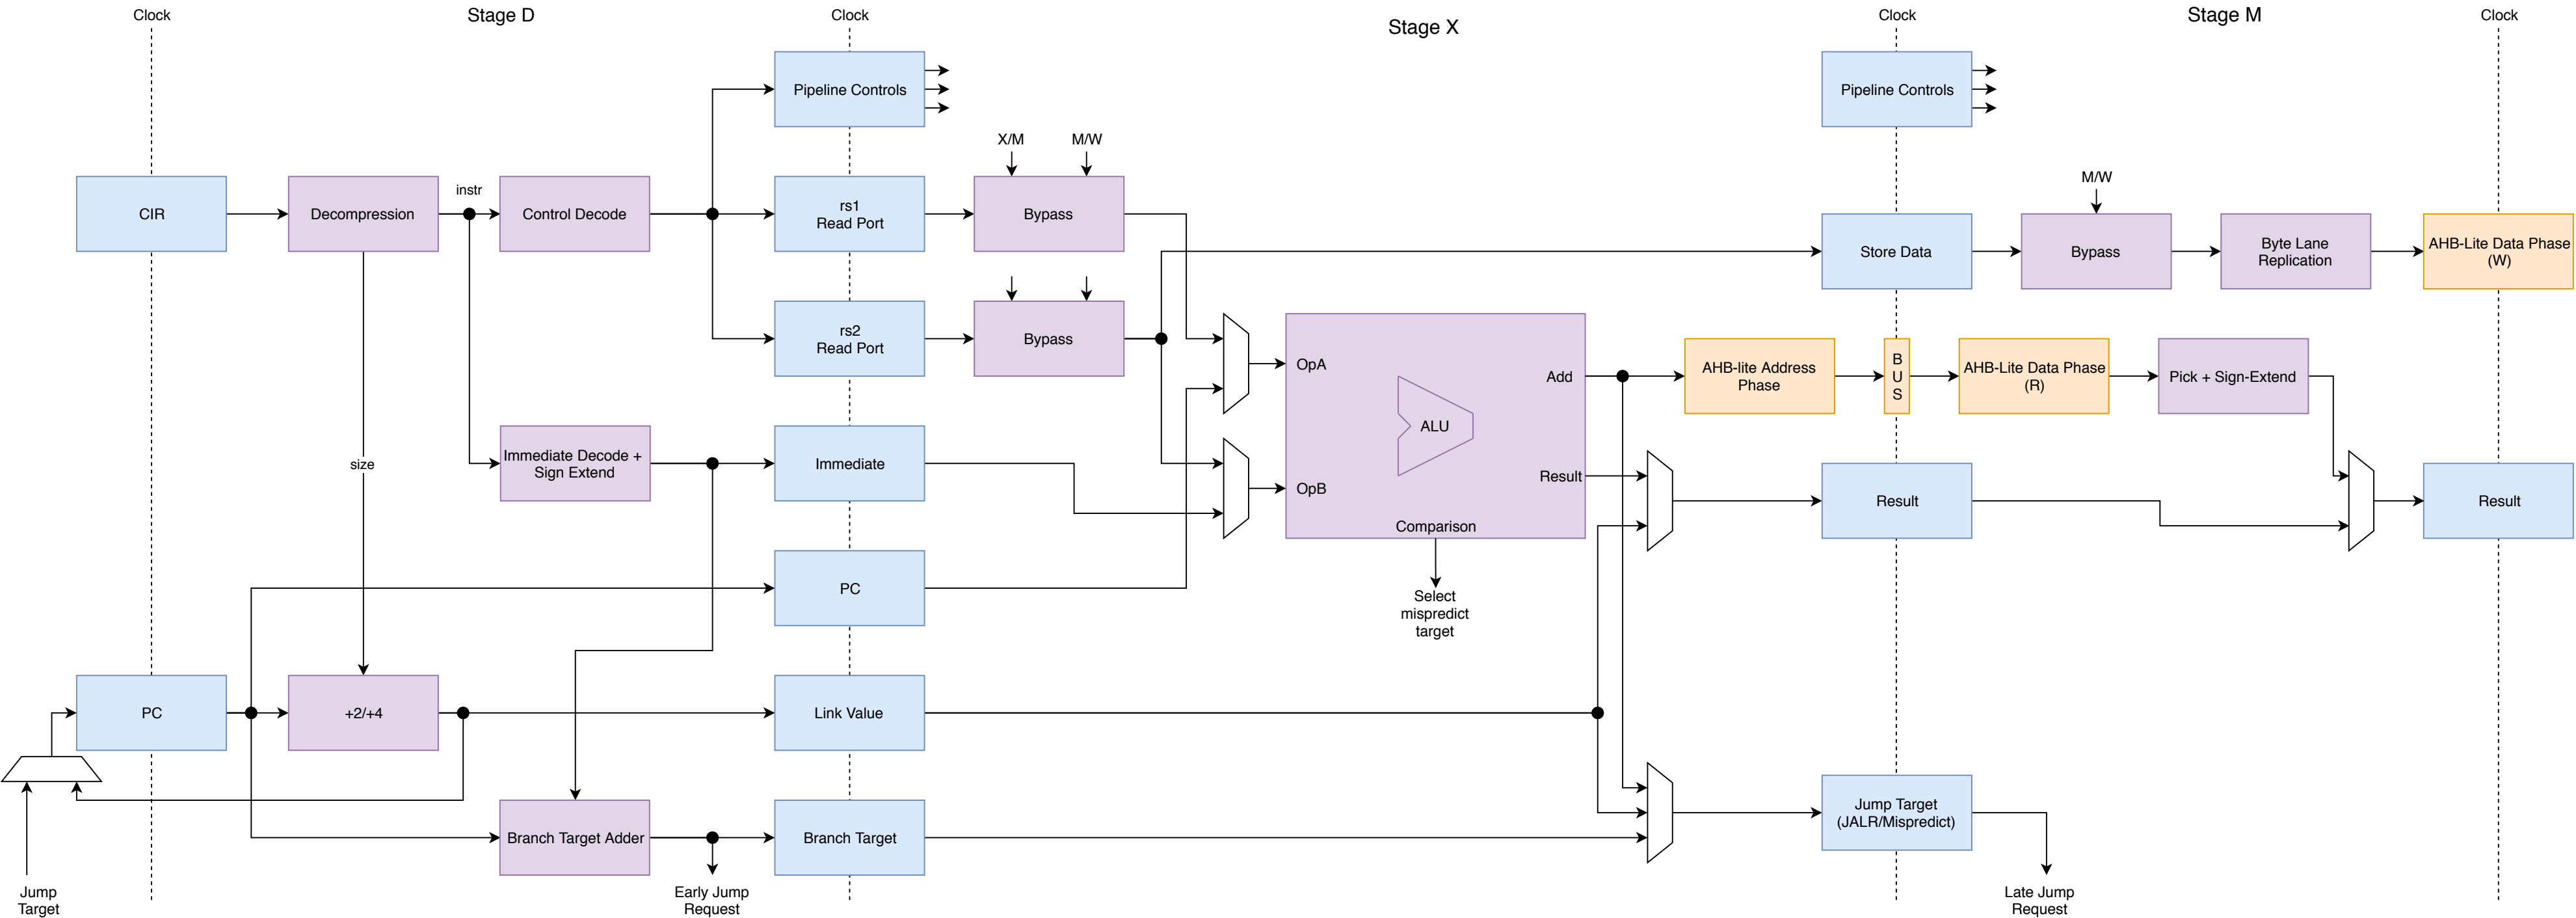 Clock
Stage D
Clock
Stage X
Clock
Stage M
Clock
Pipeline Controls
Pipeline Controls
X/M
M/W
M/W
CIR
Decompression
instr
Control Decode
rs1
Read Port
Bypass
Store Data
Bypass
Byte Lane
Replication
AHB-Lite Data Phase
(W)
rs2
Read Port
Bypass
OpA
Add
AHB-lite Address
Phase
B
U
S
AHB-Lite Data Phase
(R)
Pick + Sign-Extend
ALU
size
Immediate Decode +
Sign Extend
Immediate
OpB
Result
Comparison
Result
Result
PC
Select
mispredict
target
PC
+2/+4
Link Value
Branch Target Adder
Branch Target
Jump Target
(JALR/Mispredict)
Jump
Target
Early Jump
Request
Late Jump
Request